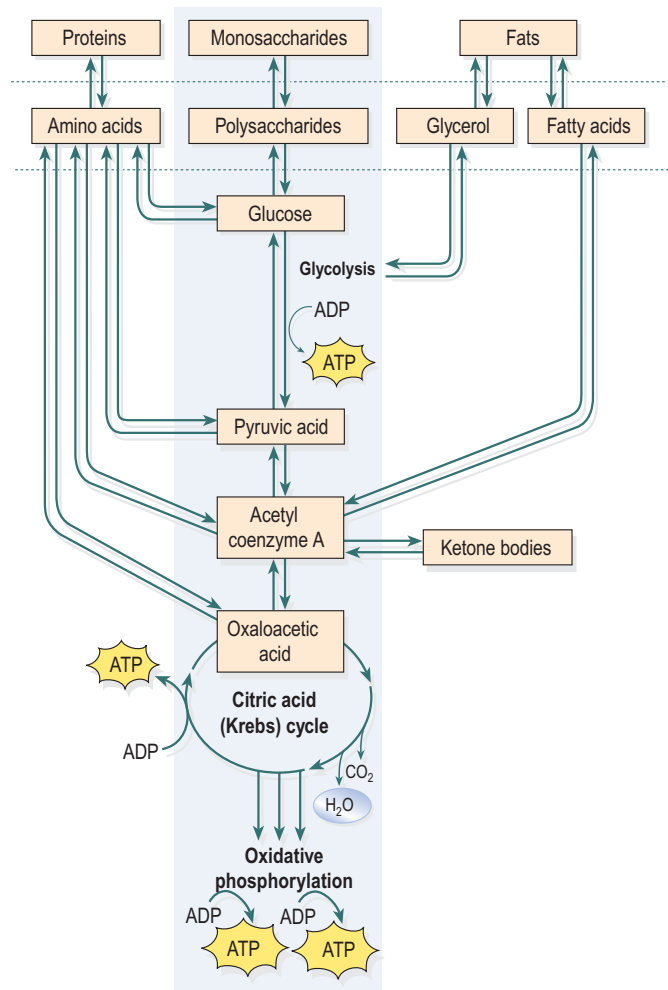 Proteins
Monosaccharides
Fats
Amino acids
Polysaccharides
Glycerol
Fatty acids
Glucose
Glycolysis
ADP
ATP
Pyruvic acid
Acetyl
coenzyme A
Ketone bodies
Oxaloacetic
acid
ATP
Citric acid
(Krebs) cycle
ADP
CO₂
H₂O
Oxidative
phosphorylation
ADP
ADP
ATP
ATP